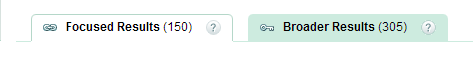 Focused Results (150) ? Broader Results (305) ?